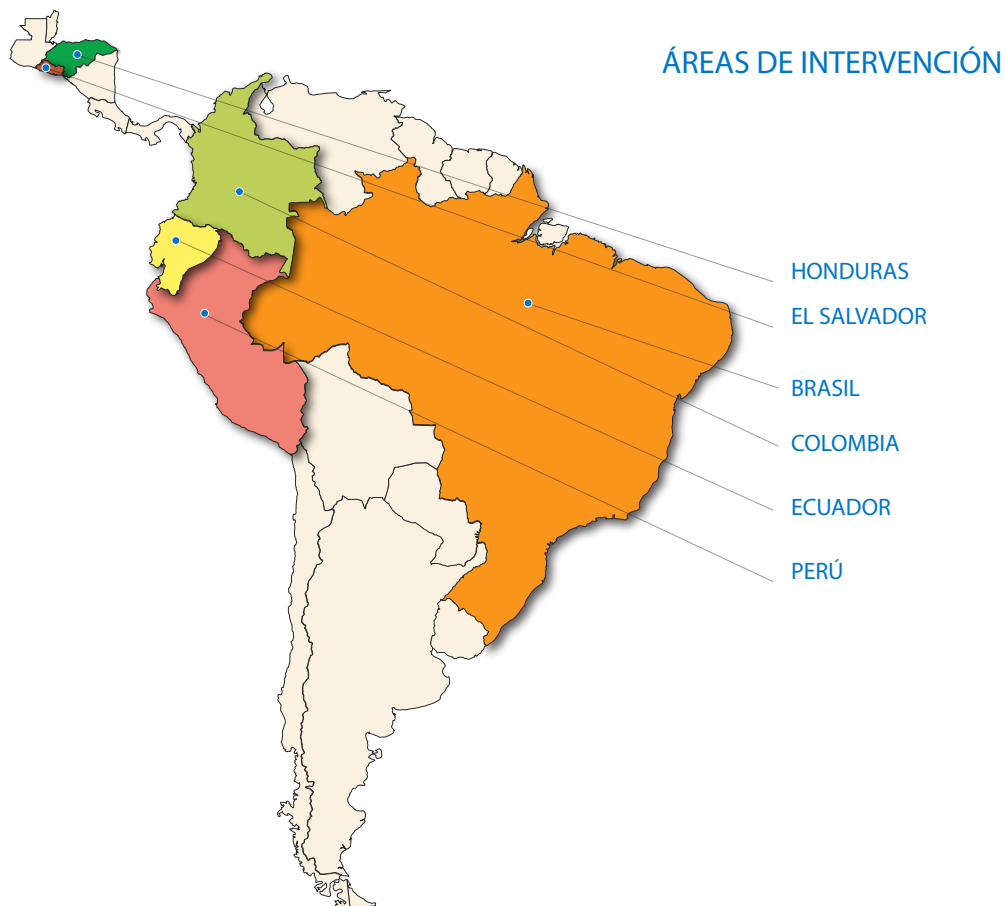 ÁREAS DE INTERVENCIÓN
HONDURAS
EL SALVADOR
BRASIL
COLOMBIA
ECUADOR
PERÚ